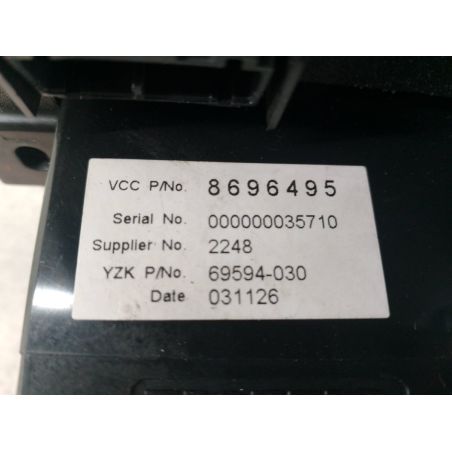 VCC P/No. 8696495
Serial No. 000000035710
Supplier No. 2248
YZK P/No. 69594-030
Date 031126